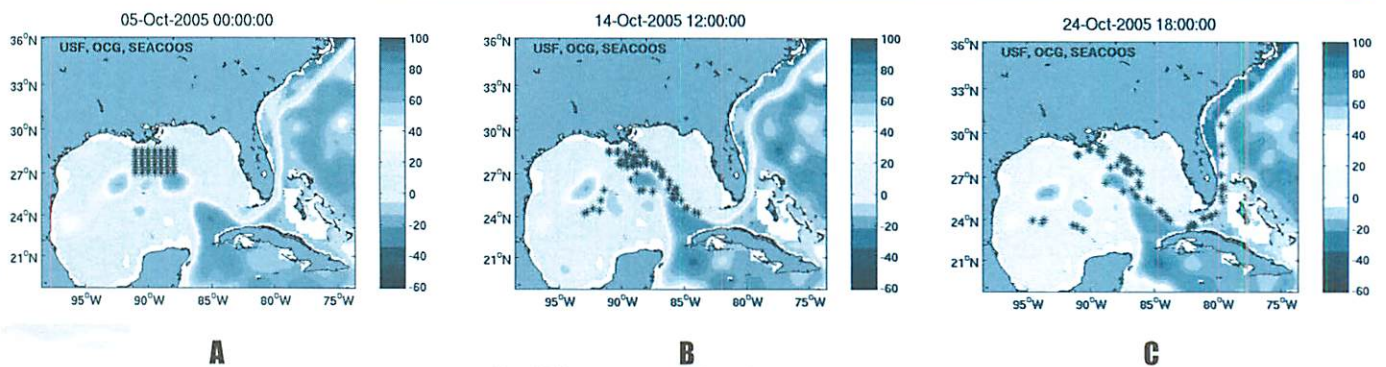 05-Oct-2005 00:00:00
USF, OCG, SEACOOS
36°N
33°N
30°N
27°N
24°N
21°N
95°W 90°W 85°W 80°W 75°W
100
80
60
40
20
0
-20
-40
-60
A
14-Oct-2005 12:00:00
USF, OCG, SEACOOS
36°N
33°N
30°N
27°N
24°N
21°N
95°W 90°W 85°W 80°W 75°W
100
80
60
40
20
0
-20
-40
-60
B
24-Oct-2005 18:00:00
USF, OCG, SEACOOS
36°N
33°N
30°N
27°N
24°N
21°N
95°W 90°W 85°W 80°W 75°W
100
80
60
40
20
0
-20
-40
-60
C